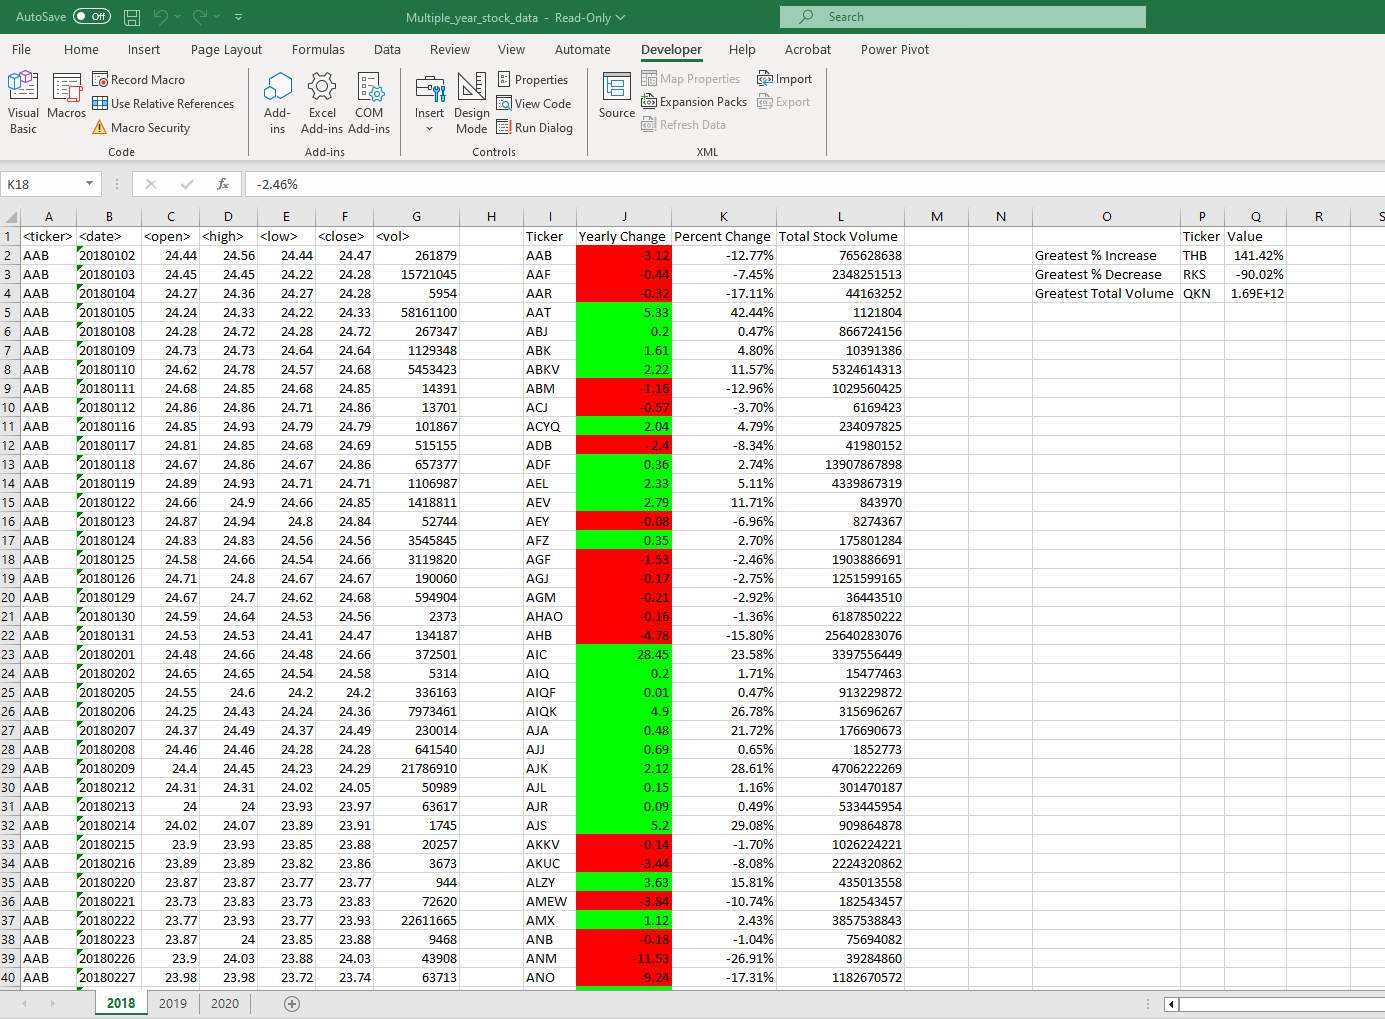 AutoSave Off Multiple_year_stock_data - Read-Only Search
File Home Insert Page Layout Formulas Data Review View Automate Developer Help Acrobat Power Pivot
Visual Basic Macros Record Macro Use Relative References Macro Security Add-ins Excel Add-ins COM Add-ins Insert Design Mode Properties View Code Run Dialog Source Map Properties Expansion Packs Refresh Data Import Export
Code Add-ins Controls XML
K18 fx -2.46%
A B C D E F G H I J K L M N O P Q R S
1 <ticker> <date> <open> <high> <low> <close> <vol> Ticker Yearly Change Percent Change Total Stock Volume Ticker Value
2 AAB 20180102 24.44 24.56 24.44 24.47 261879 AAB -3.12 -12.77% 765628638 Greatest % Increase THB 141.42%
3 AAB 20180103 24.45 24.45 24.22 24.28 15721045 AAF -0.44 -7.45% 2348251513 Greatest % Decrease RKS -90.02%
4 AAB 20180104 24.27 24.36 24.27 24.28 5954 AAR -0.32 -17.11% 44163252 Greatest Total Volume QKN 1.69E+12
5 AAB 20180105 24.24 24.33 24.22 24.33 58161100 AAT 5.33 42.44% 1121804
6 AAB 20180108 24.28 24.72 24.28 24.72 267347 ABJ 0.2 0.47% 866724156
7 AAB 20180109 24.73 24.73 24.64 24.64 1129348 ABK 1.61 4.80% 10391386
8 AAB 20180110 24.62 24.78 24.57 24.68 5453423 ABKV 2.22 11.57% 5324614313
9 AAB 20180111 24.68 24.85 24.68 24.85 14391 ABM -1.16 -12.96% 1029560425
10 AAB 20180112 24.86 24.86 24.71 24.86 13701 ACJ -0.57 -3.70% 6169423
11 AAB 20180116 24.85 24.93 24.79 24.79 101867 ACYQ 2.04 4.79% 234097825
12 AAB 20180117 24.81 24.85 24.68 24.69 515155 ADB -2.4 -8.34% 41980152
13 AAB 20180118 24.67 24.86 24.67 24.86 657377 ADF 0.36 2.74% 13907867898
14 AAB 20180119 24.89 24.93 24.71 24.71 1106987 AEL 2.33 5.11% 4339867319
15 AAB 20180122 24.66 24.9 24.66 24.85 1418811 AEV 2.79 11.71% 843970
16 AAB 20180123 24.87 24.94 24.8 24.84 52744 AEY -0.08 -6.96% 8274367
17 AAB 20180124 24.83 24.83 24.56 24.56 3545845 AFZ 0.35 2.70% 175801284
18 AAB 20180125 24.58 24.66 24.54 24.66 3119820 AGF -1.53 -2.46% 1903886691
19 AAB 20180126 24.71 24.8 24.67 24.67 190060 AGJ -0.17 -2.75% 1251599165
20 AAB 20180129 24.67 24.7 24.62 24.68 594904 AGM -0.21 -2.92% 36443510
21 AAB 20180130 24.59 24.64 24.53 24.56 2373 AHAO -0.16 -1.36% 6187850222
22 AAB 20180131 24.53 24.53 24.41 24.47 134187 AHB -4.78 -15.80% 25640283076
23 AAB 20180201 24.48 24.66 24.48 24.66 372501 AIC 28.45 23.58% 3397556449
24 AAB 20180202 24.65 24.65 24.54 24.58 5314 AIQ 0.2 1.71% 15477463
25 AAB 20180205 24.55 24.6 24.2 24.2 336163 AIQF 0.01 0.47% 913229872
26 AAB 20180206 24.25 24.43 24.24 24.36 7973461 AIQK 4.9 26.78% 315696267
27 AAB 20180207 24.37 24.49 24.37 24.49 230014 AJA 0.48 21.72% 176690673
28 AAB 20180208 24.46 24.46 24.28 24.28 641540 AJJ 0.69 0.65% 1852773
29 AAB 20180209 24.4 24.45 24.23 24.29 21786910 AJK 2.12 28.61% 4706222269
30 AAB 20180212 24.31 24.31 24.02 24.05 50989 AJL 0.15 1.16% 301470187
31 AAB 20180213 24 24 23.93 23.97 63617 AJR 0.09 0.49% 533445954
32 AAB 20180214 24.02 24.07 23.89 23.91 1745 AJS 5.2 29.08% 909864878
33 AAB 20180215 23.9 23.93 23.85 23.88 20257 AKKV -0.14 -1.70% 1026224221
34 AAB 20180216 23.89 23.89 23.82 23.86 3673 AKUC -3.44 -8.08% 2224320862
35 AAB 20180220 23.87 23.87 23.77 23.77 944 ALZY 3.63 15.81% 435013558
36 AAB 20180221 23.73 23.83 23.73 23.83 72620 AMEW -3.84 -10.74% 182543457
37 AAB 20180222 23.77 23.93 23.77 23.93 22611665 AMX 1.12 2.43% 3857538843
38 AAB 20180223 23.87 24 23.85 23.88 9468 ANB -0.18 -1.04% 75694082
39 AAB 20180226 23.9 24.03 23.88 24.03 43908 ANM -11.53 -26.91% 39284860
40 AAB 20180227 23.98 23.98 23.72 23.74 63713 ANO -9.24 -17.31% 1182670572
2018 2019 2020